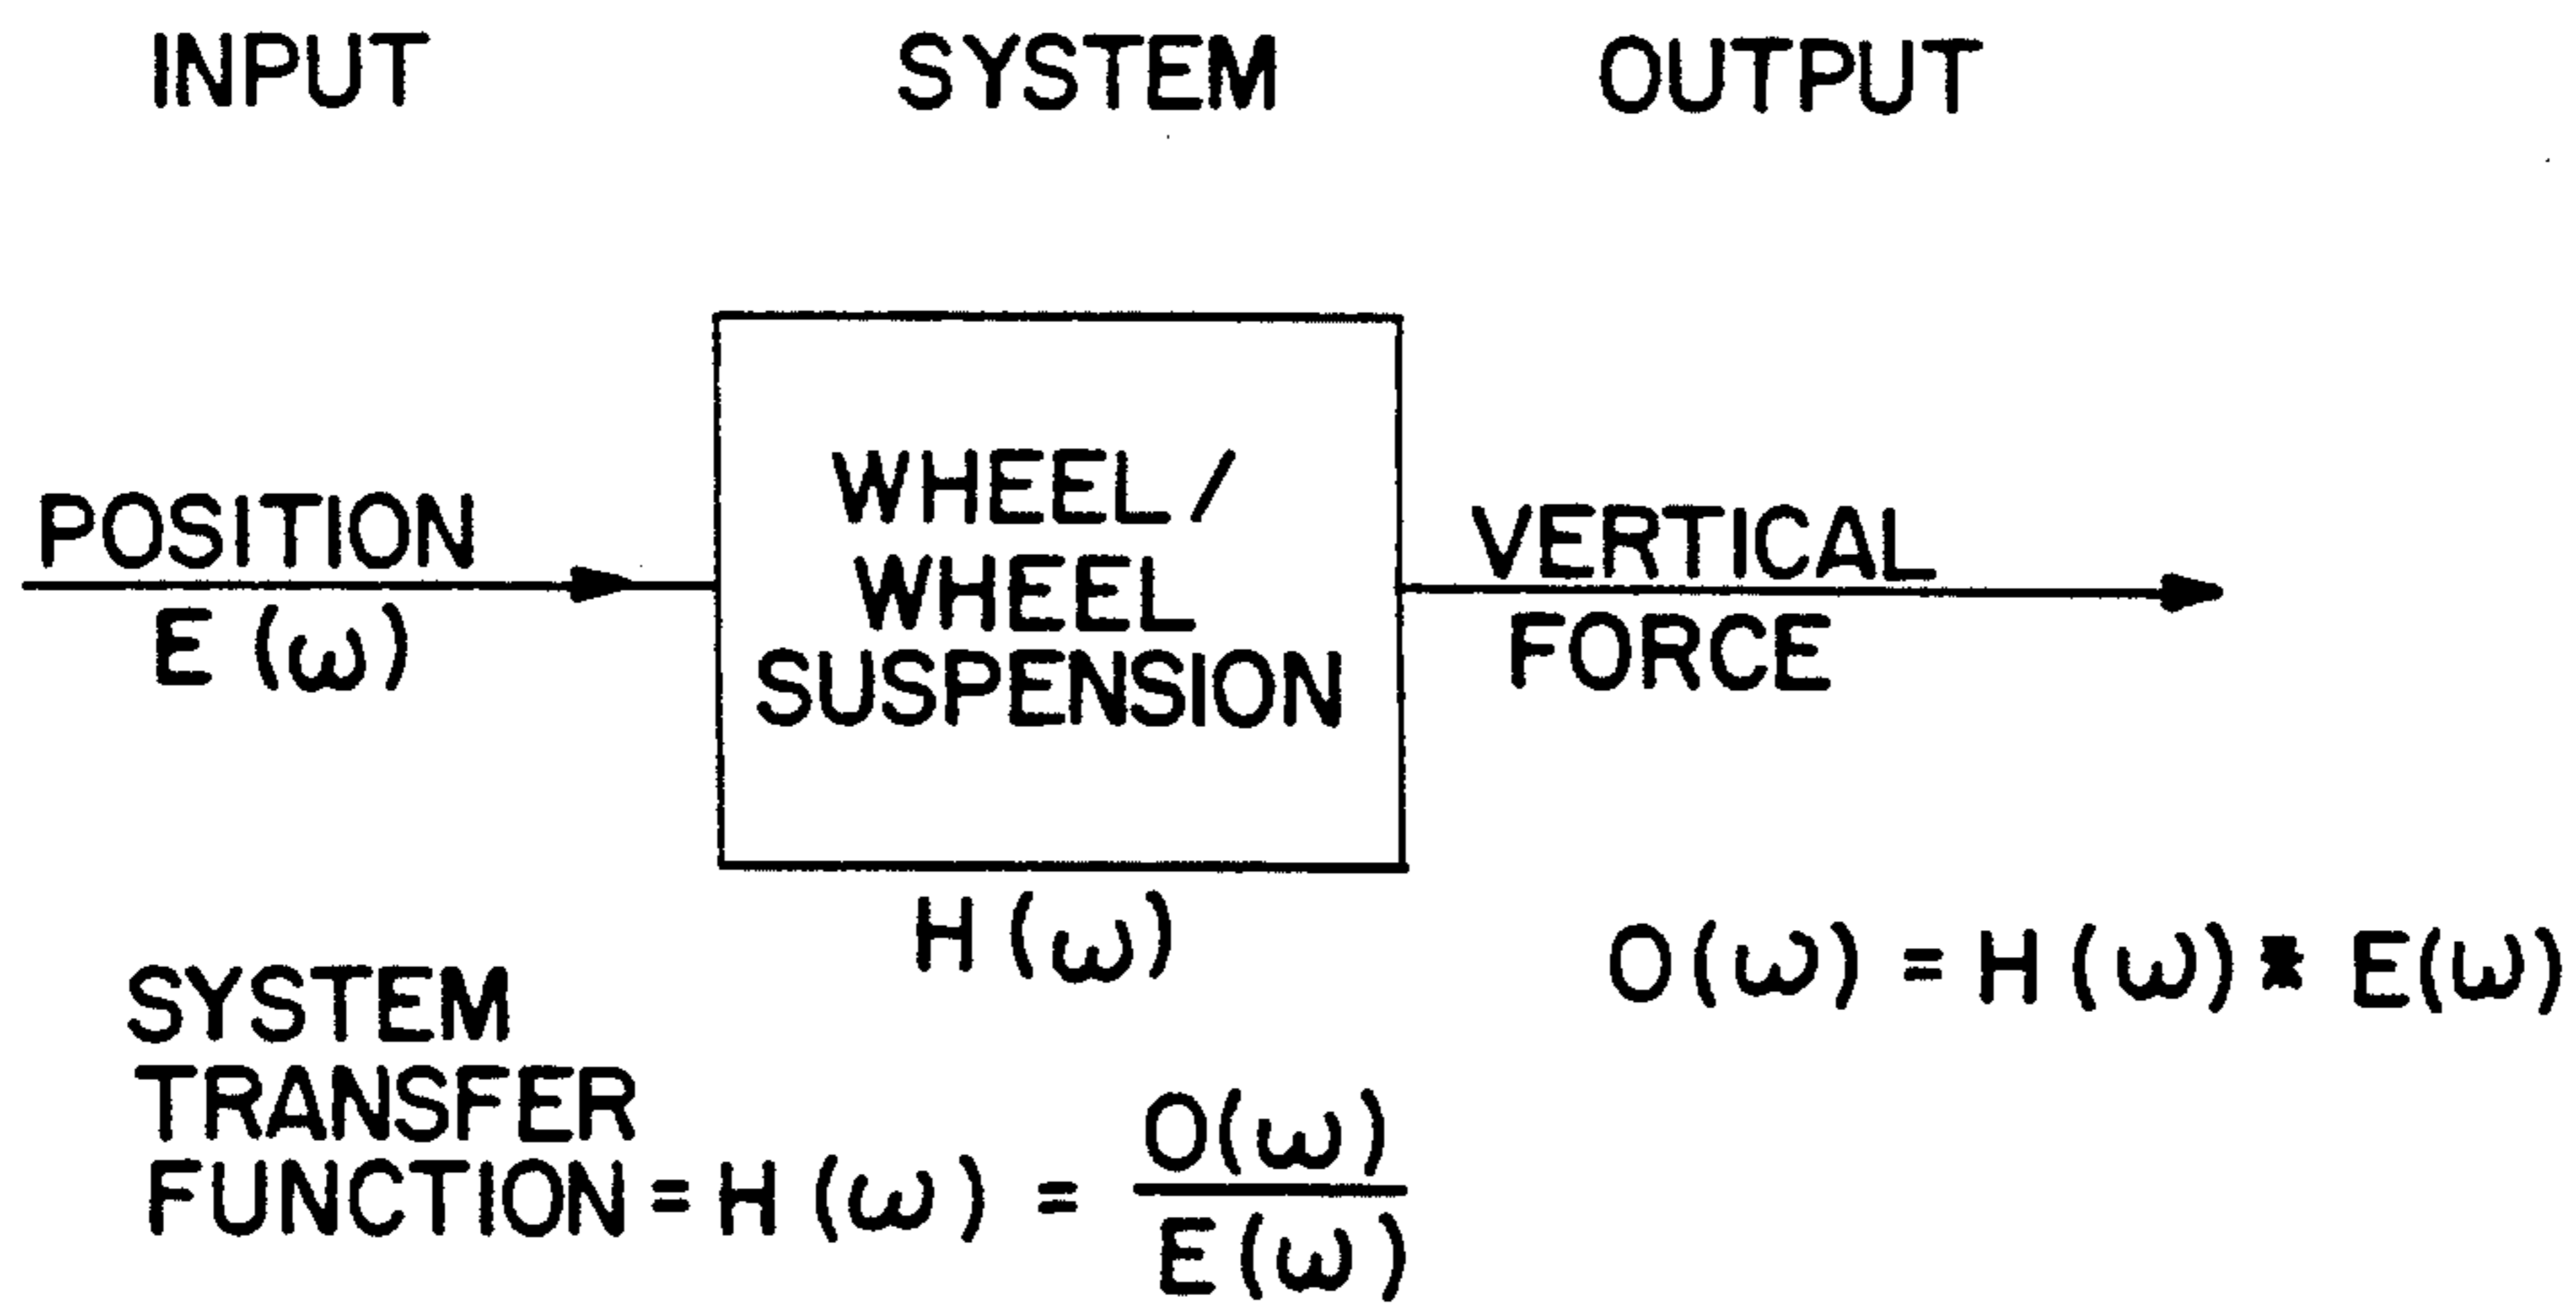 INPUT SYSTEM OUTPUT
POSITION
E (ω)
WHEEL /
WHEEL
SUSPENSION
VERTICAL
FORCE
H (ω)
O(ω) = H (ω) * E(ω)
SYSTEM
TRANSFER
FUNCTION = H (ω) = O(ω)
E(ω)